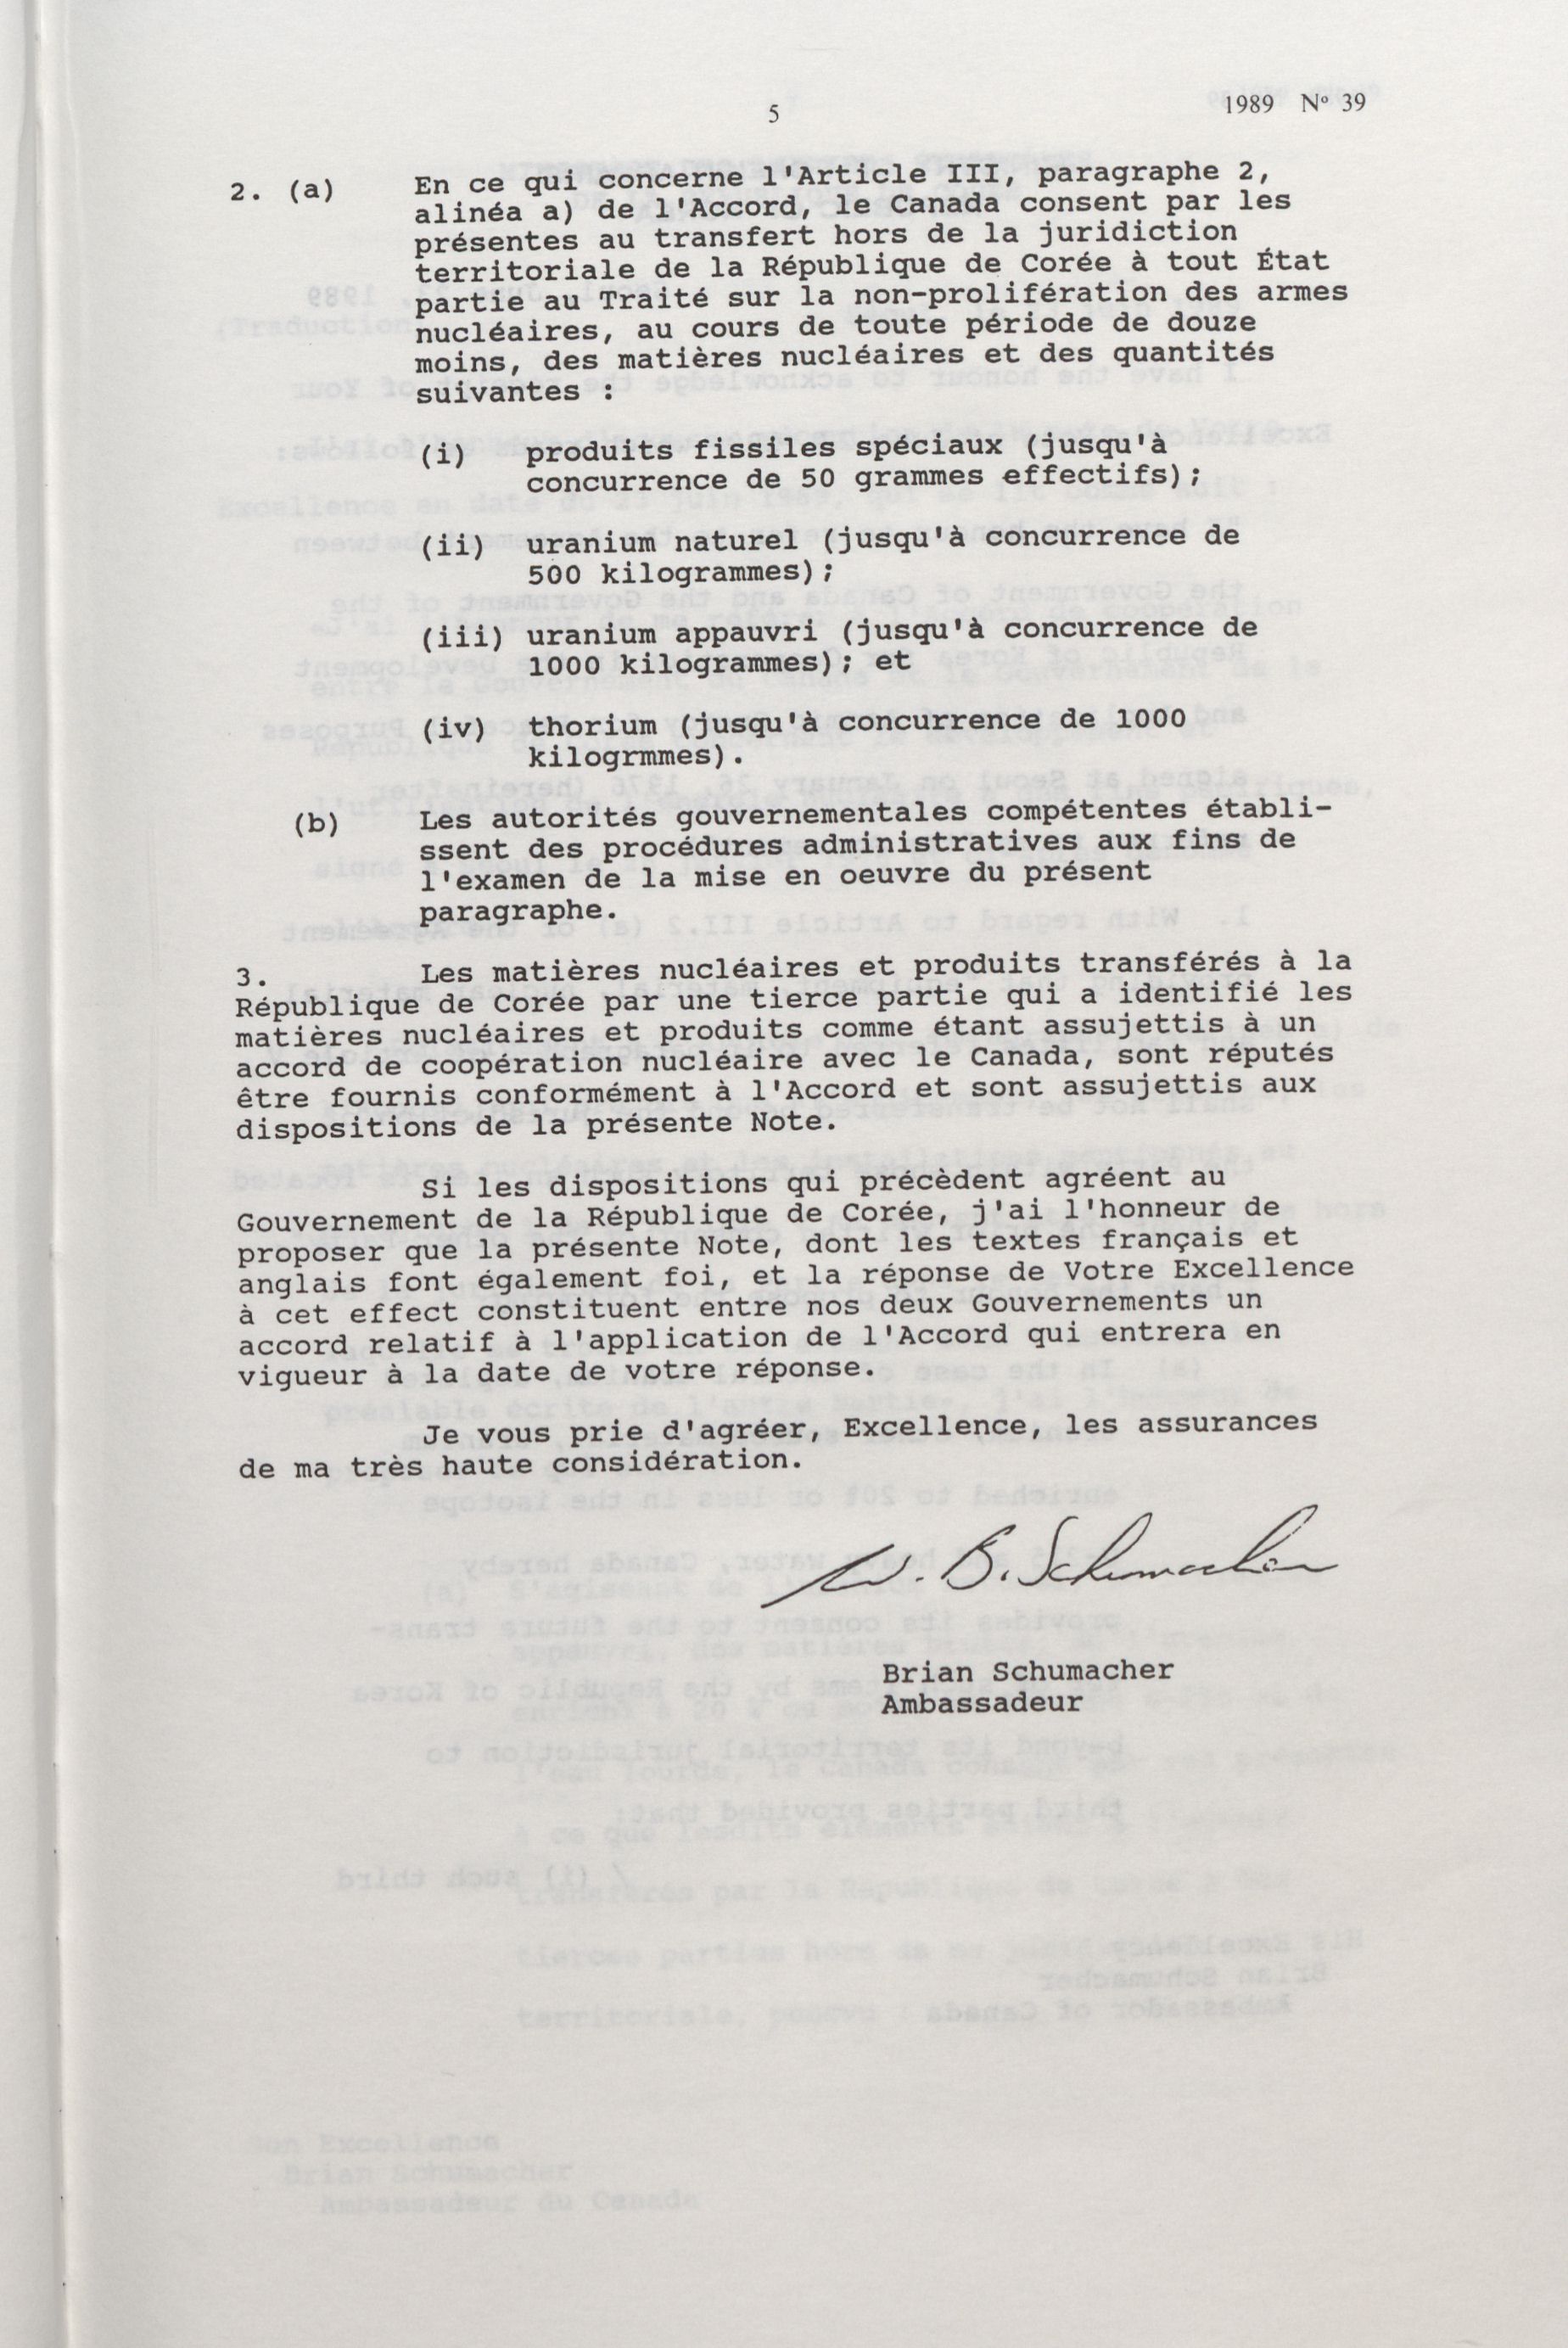 5
1989 Nº 39
2. (a) En ce qui concerne l'Article III, paragraphe 2,
alinéa a) de l'Accord, le Canada consent par les
présentes au transfert hors de la juridiction
territoriale de la République de Corée à tout État
partie au Traité sur la non-prolifération des armes
nucléaires, au cours de toute période de douze
moins, des matières nucléaires et des quantités
suivantes :
(i) produits fissiles spéciaux (jusqu'à
concurrence de 50 grammes effectifs);
(ii) uranium naturel (jusqu'à concurrence de
500 kilogrammes);
(iii) uranium appauvri (jusqu'à concurrence de
1000 kilogrammes); et
(iv) thorium (jusqu'à concurrence de 1000
kilogrmmes).
(b) Les autorités gouvernementales compétentes établi-
ssent des procédures administratives aux fins de
l'examen de la mise en oeuvre du présent
paragraphe.
3. Les matières nucléaires et produits transférés à la
République de Corée par une tierce partie qui a identifié les
matières nucléaires et produits comme étant assujettis à un
accord de coopération nucléaire avec le Canada, sont réputés
être fournis conformément à l'Accord et sont assujettis aux
dispositions de la présente Note.
Si les dispositions qui précèdent agréent au
Gouvernement de la République de Corée, j'ai l'honneur de
proposer que la présente Note, dont les textes français et
anglais font également foi, et la réponse de Votre Excellence
à cet effect constituent entre nos deux Gouvernements un
accord relatif à l'application de l'Accord qui entrera en
vigueur à la date de votre réponse.
Je vous prie d'agréer, Excellence, les assurances
de ma très haute considération.
W. B. Schumacher
Brian Schumacher
Ambassadeur